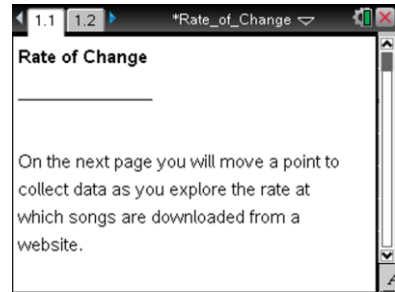 1.1 1.2 *Rate_of_Change
Rate of Change
On the next page you will move a point to
collect data as you explore the rate at
which songs are downloaded from a
website.